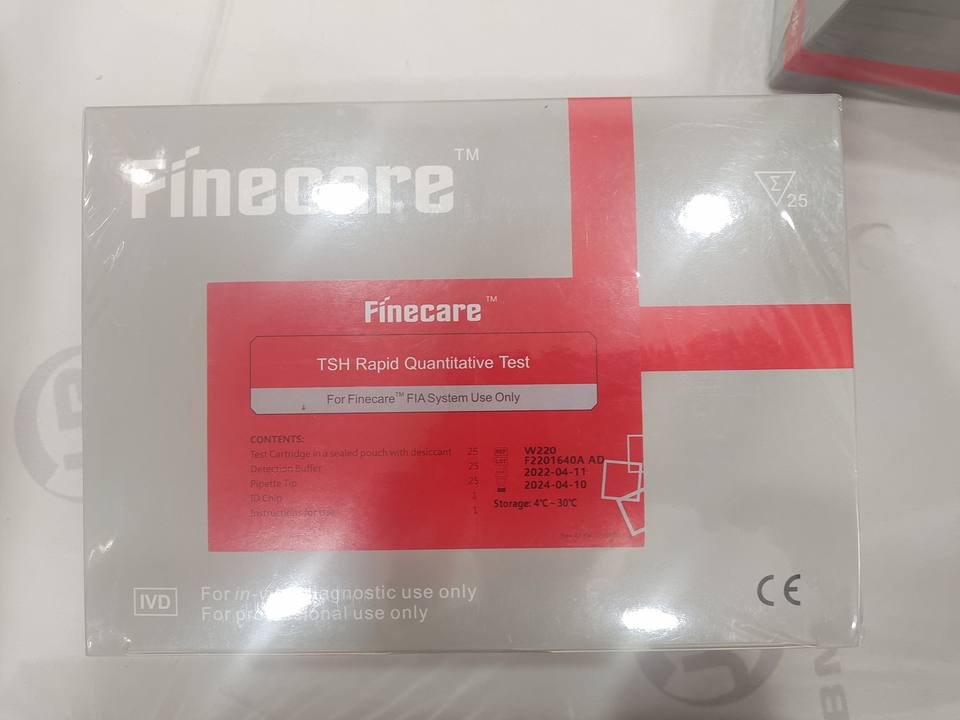 Finecare™
Σ 25
Finecare™
TSH Rapid Quantitative Test
For Finecare™ FIA System Use Only
CONTENTS:
Test Cartridge in a sealed pouch with desiccant 25
Detection Buffer 25
Pipette Tip 25
ID Chip 1
Instructions for Use 1
REF W220
LOT F2201640A AD
2022-04-11
2024-04-10
Storage: 4℃~30℃
IVD
For in-vitro diagnostic use only
For professional use only
CE